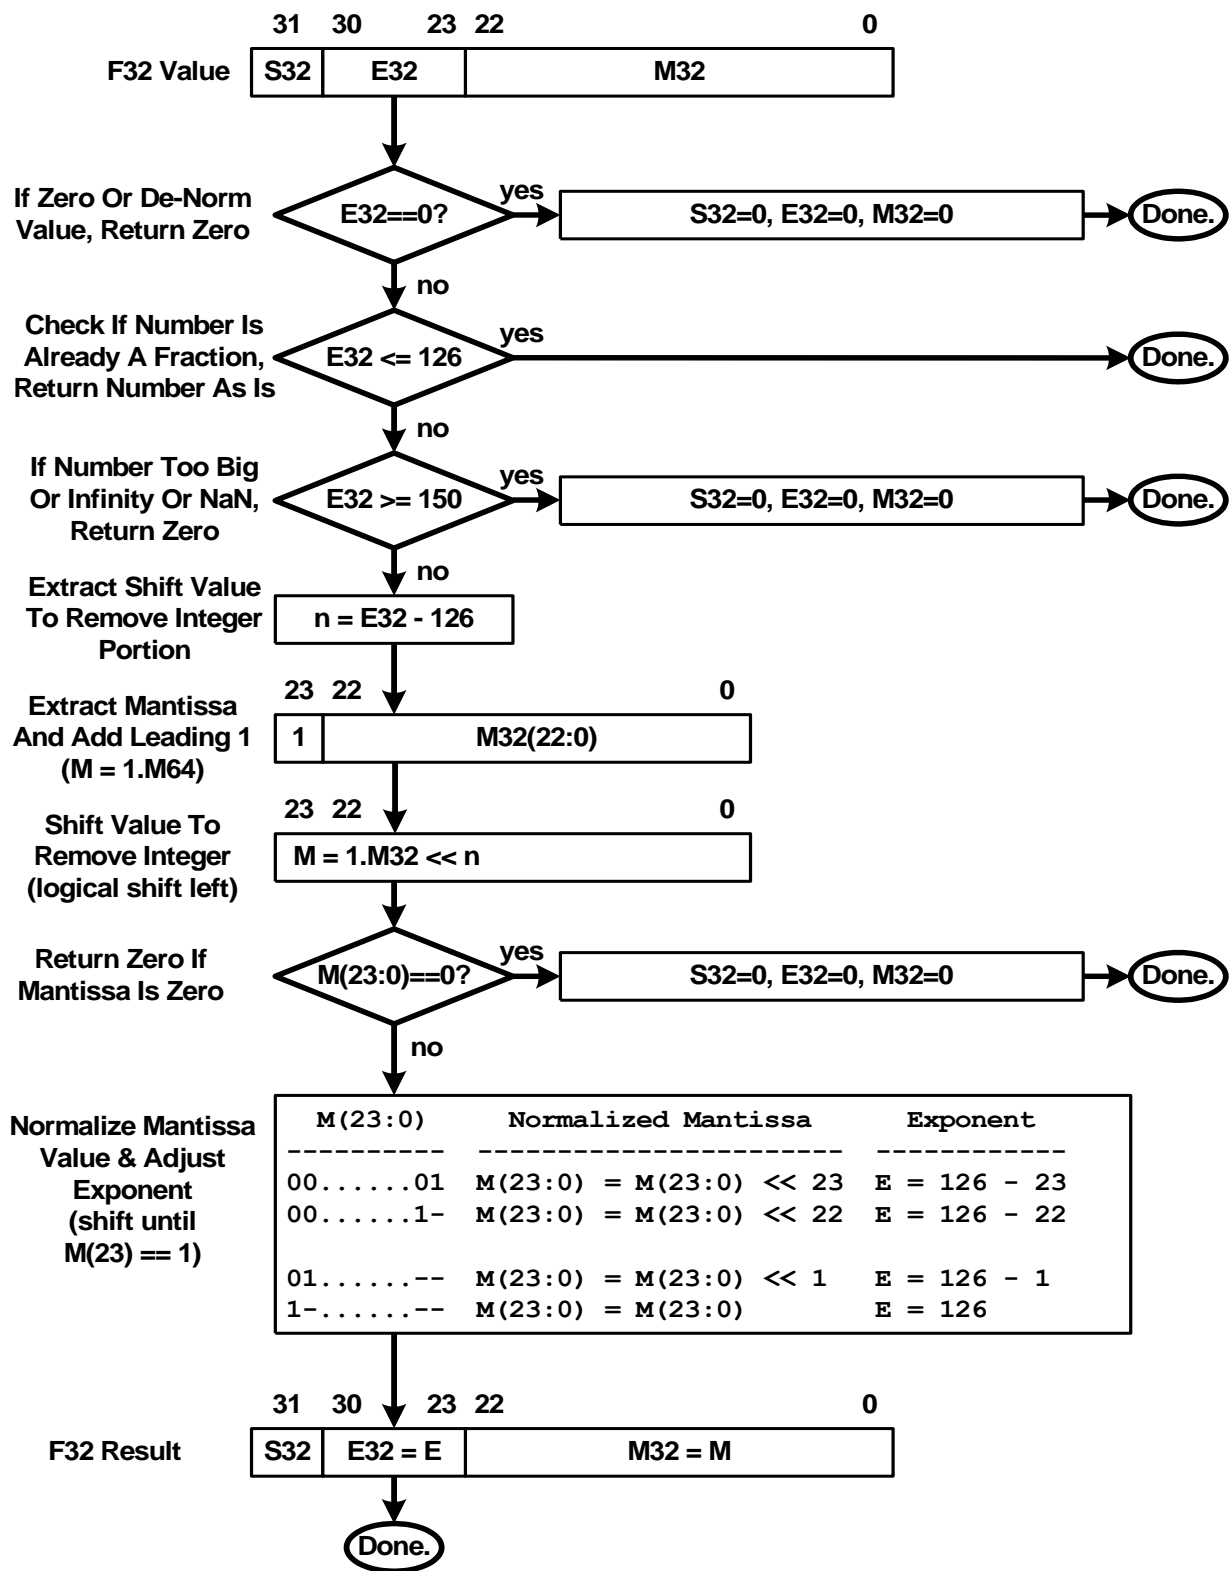 31 30 23 22 0
F32 Value S32 E32 M32
If Zero Or De-Norm
Value, Return Zero
E32==0?
yes
S32=0, E32=0, M32=0
Done.
no
Check If Number Is
Already A Fraction,
Return Number As Is
E32 <= 126
yes
Done.
no
If Number Too Big
Or Infinity Or NaN,
Return Zero
E32 >= 150
yes
S32=0, E32=0, M32=0
Done.
no
Extract Shift Value
To Remove Integer
Portion
n = E32 - 126
23 22 0
Extract Mantissa
And Add Leading 1
(M = 1.M64)
1 M32(22:0)
23 22 0
Shift Value To
Remove Integer
(logical shift left)
M = 1.M32 << n
Return Zero If
Mantissa Is Zero
M(23:0)==0?
yes
S32=0, E32=0, M32=0
Done.
no
Normalize Mantissa
Value & Adjust
Exponent
(shift until
M(23) == 1)
M(23:0) Normalized Mantissa Exponent
---------- ----------------------- ------------
00......01 M(23:0) = M(23:0) << 23 E = 126 - 23
00......1- M(23:0) = M(23:0) << 22 E = 126 - 22
01......-- M(23:0) = M(23:0) << 1 E = 126 - 1
1-......-- M(23:0) = M(23:0) E = 126
31 30 23 22 0
F32 Result S32 E32 = E M32 = M
Done.